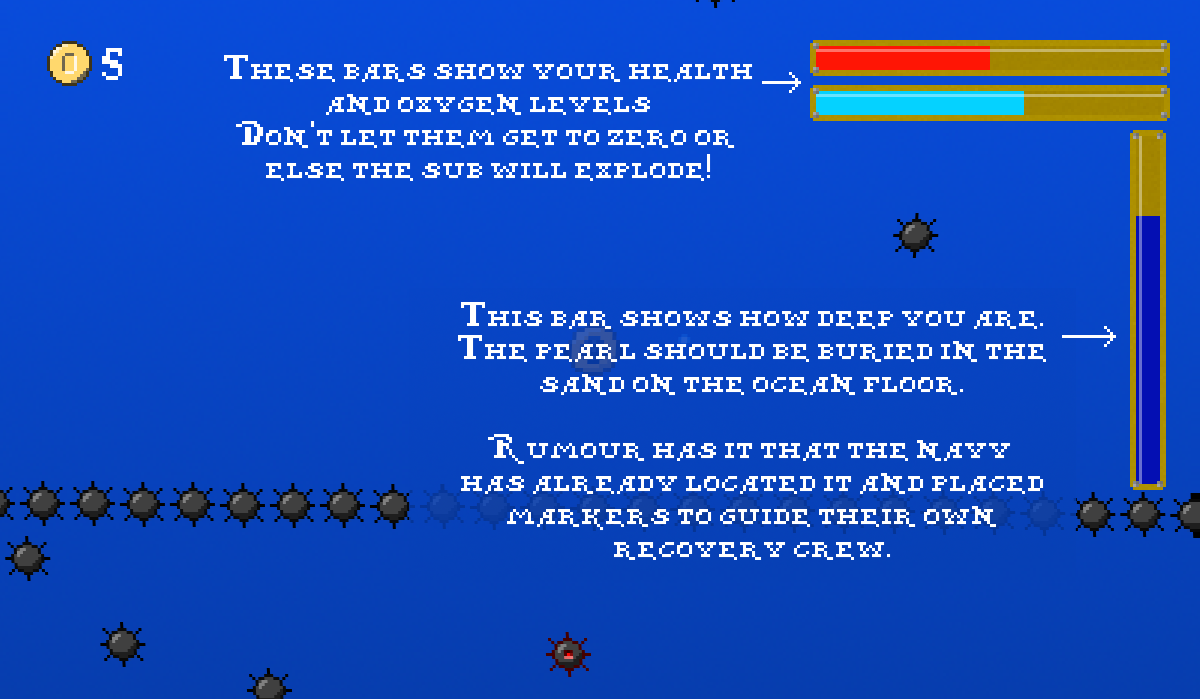 5
These bars show your health
and oxygen levels
Don't let them get to zero or
else the sub will explode!
This bar shows how deep you are.
The pearl should be buried in the
sand on the ocean floor.
Rumour has it that the navy
has already located it and placed
markers to guide their own
recovery crew.